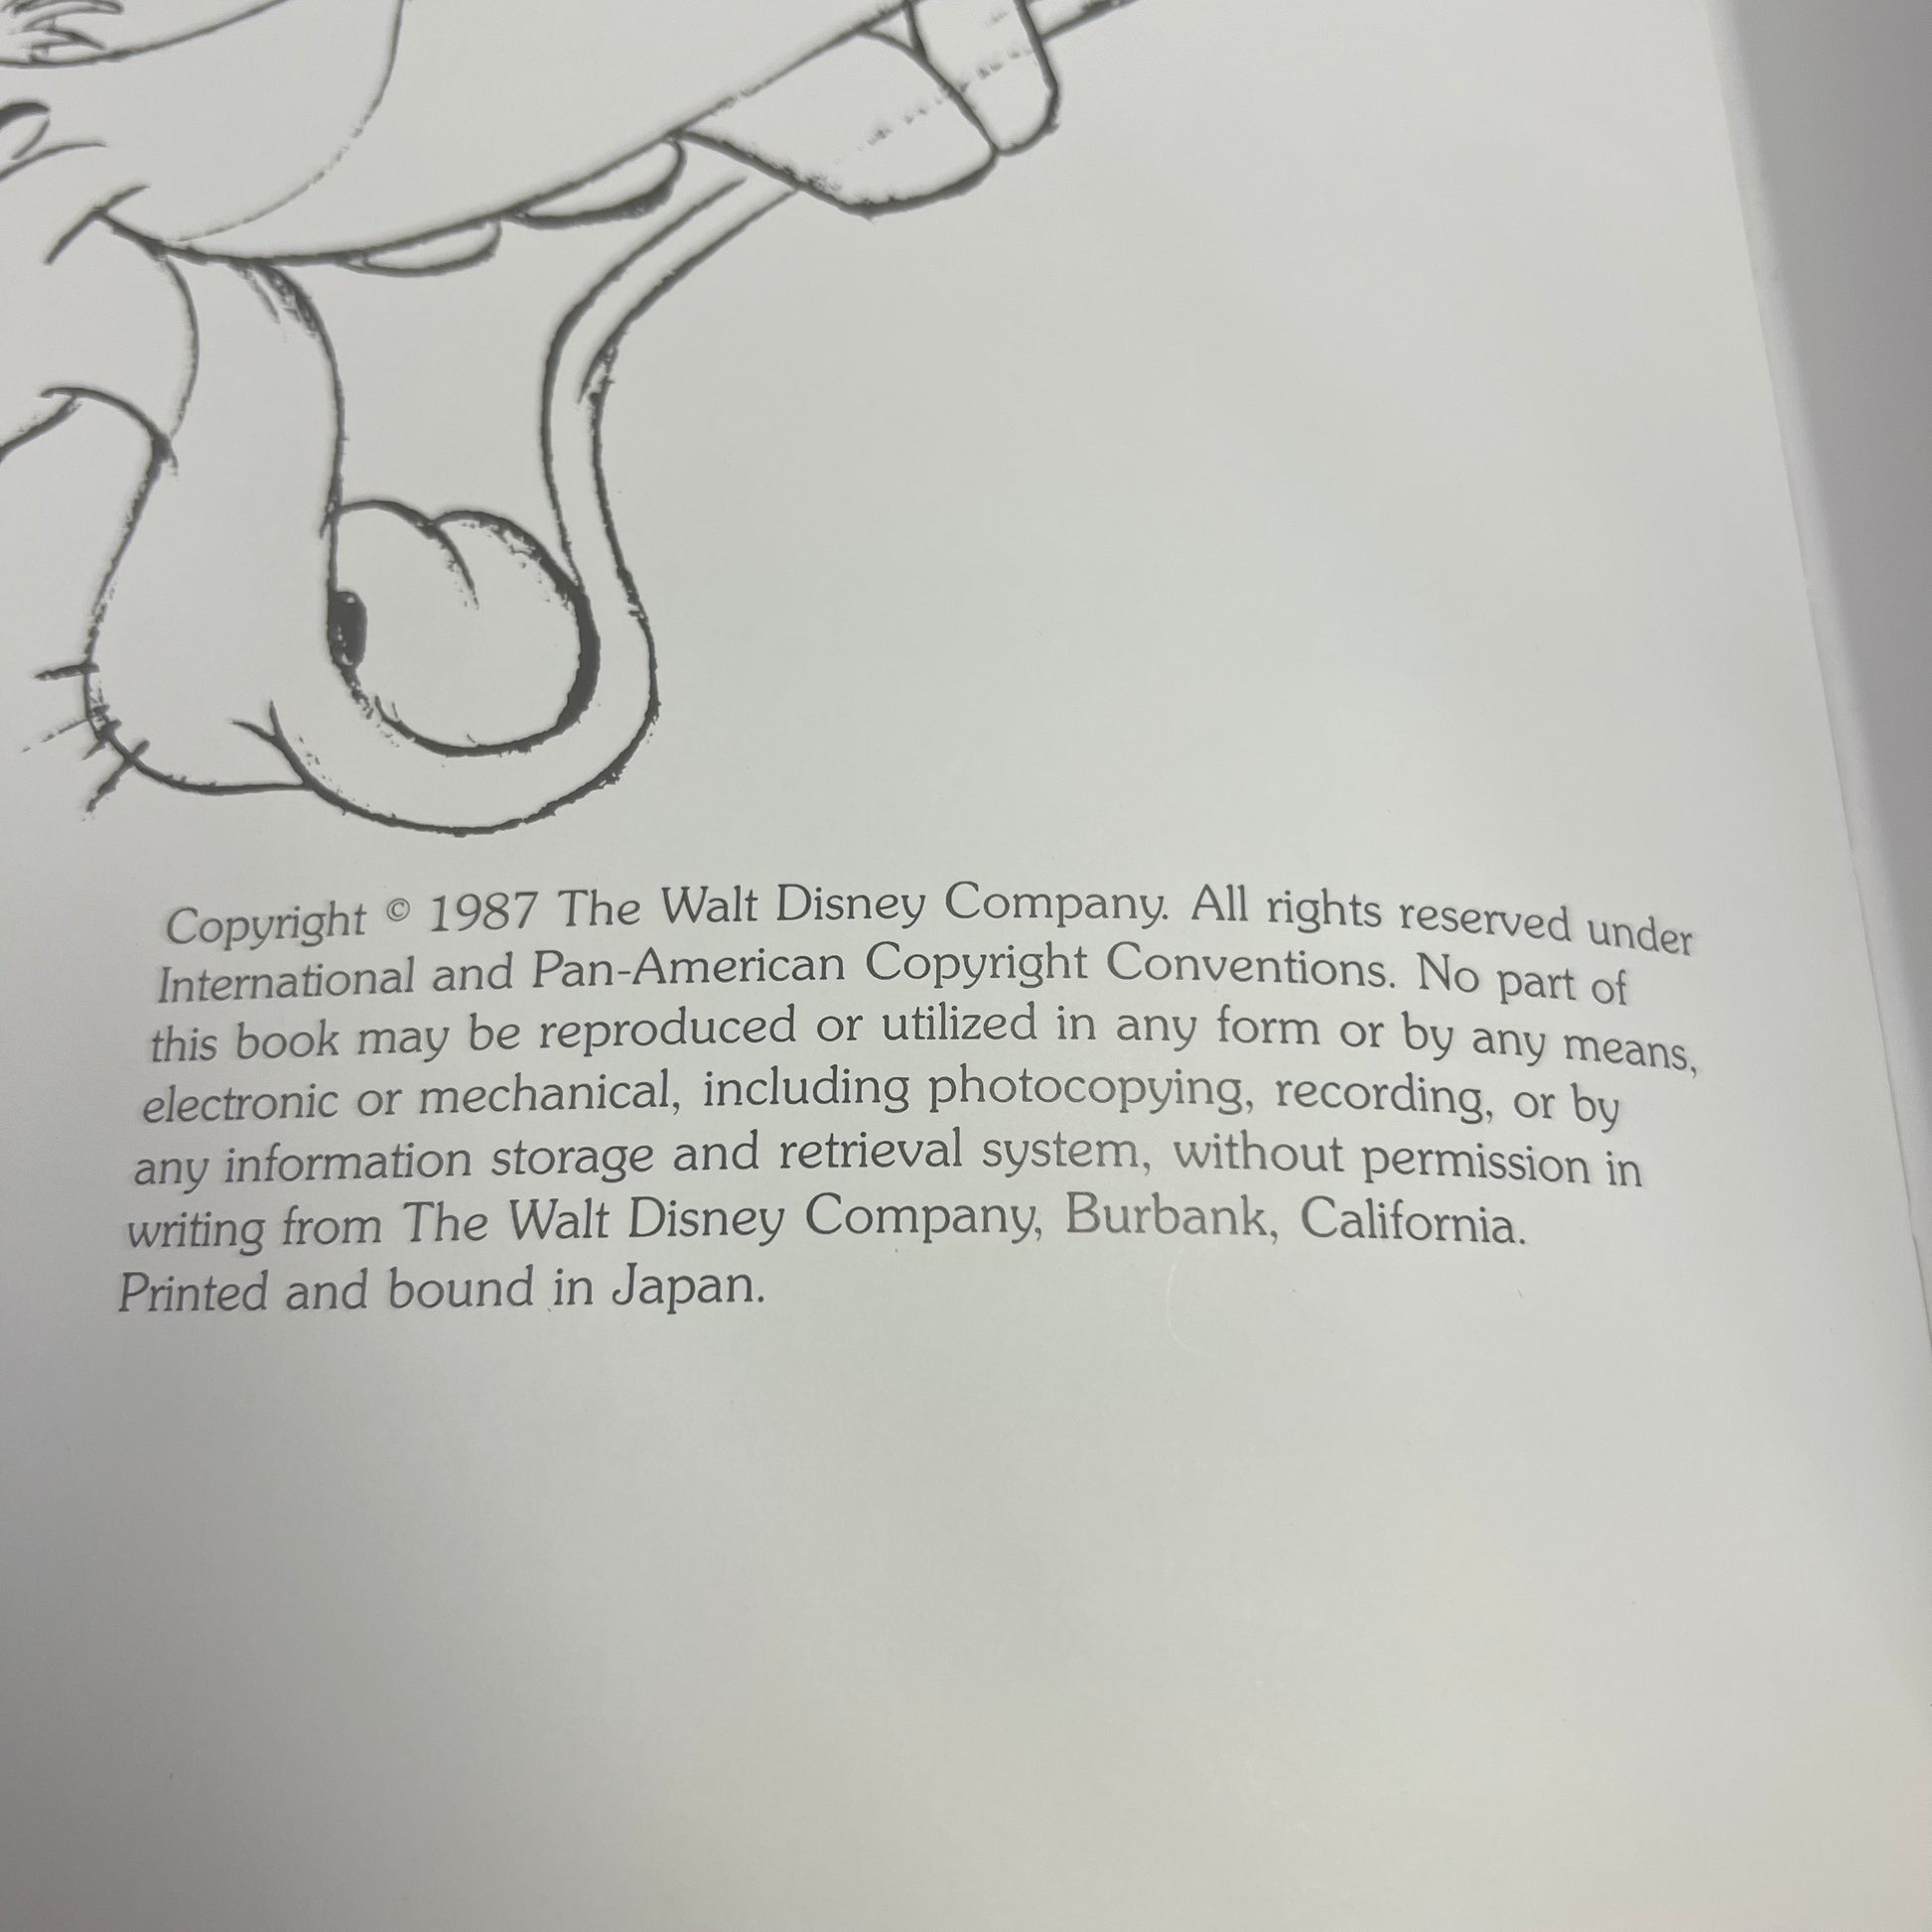 Copyright © 1987 The Walt Disney Company. All rights reserved under
International and Pan-American Copyright Conventions. No part of
this book may be reproduced or utilized in any form or by any means,
electronic or mechanical, including photocopying, recording, or by
any information storage and retrieval system, without permission in
writing from The Walt Disney Company, Burbank, California.
Printed and bound in Japan.